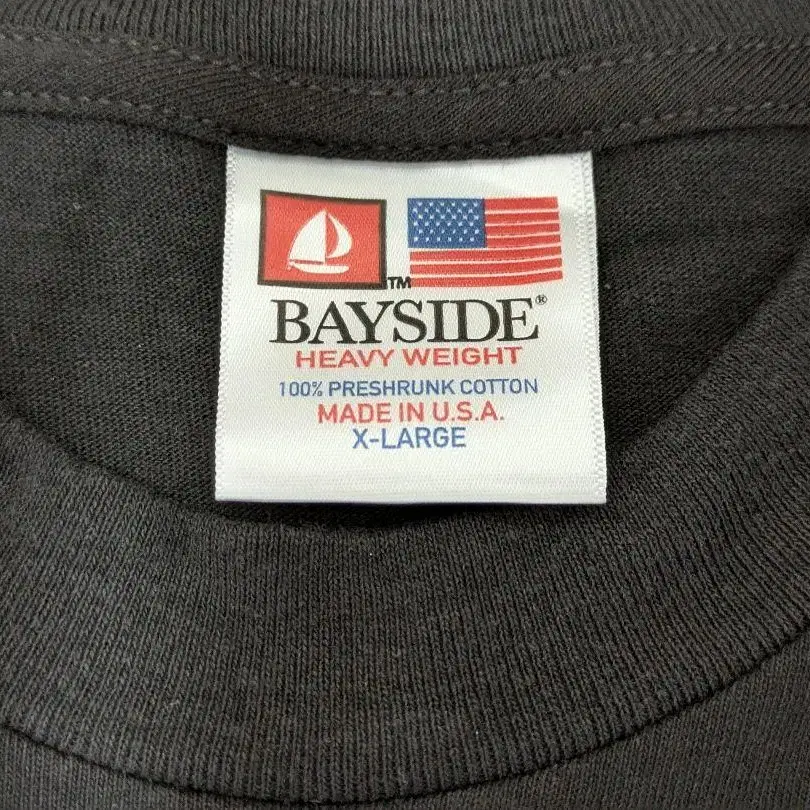 TM
BAYSIDE®
HEAVY WEIGHT
100% PRESHRUNK COTTON
MADE IN U.S.A.
X-LARGE